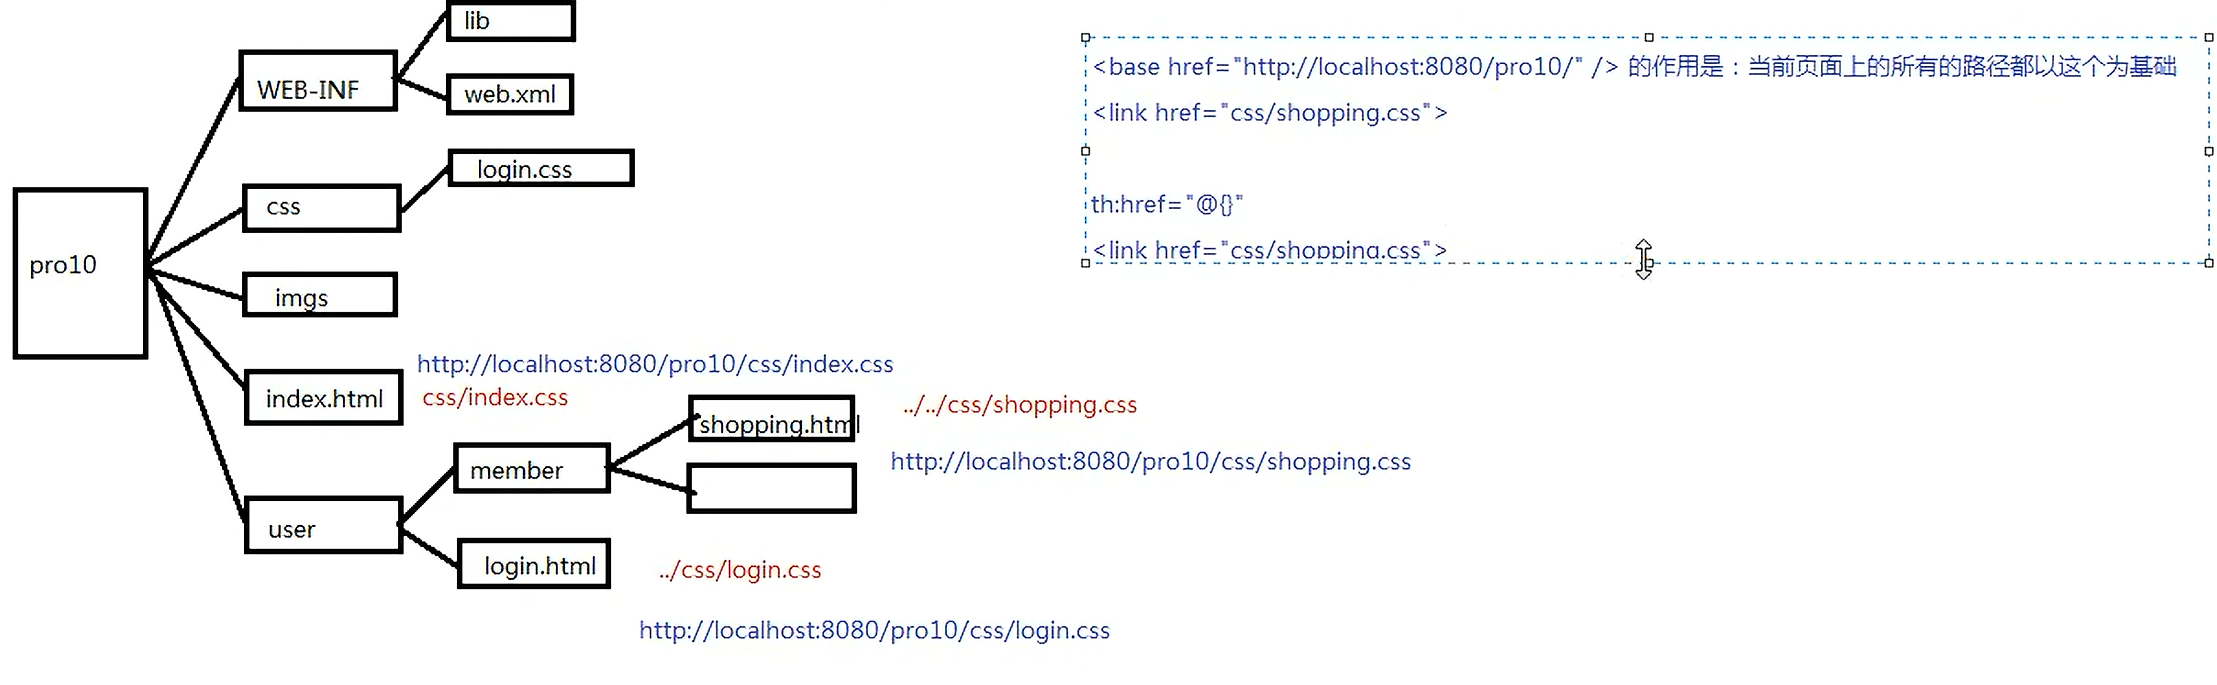 lib
WEB-INF
web.xml
login.css
css
pro10
imgs
http://localhost:8080/pro10/css/index.css
index.html
css/index.css
shopping.html
../../css/shopping.css
member
http://localhost:8080/pro10/css/shopping.css
user
login.html
../css/login.css
http://localhost:8080/pro10/css/login.css
<base href="http://localhost:8080/pro10/" /> 的作用是：当前页面上的所有的路径都以这个为基础
<link href="css/shopping.css">
th:href="@{}"
<link href="css/shopping.css">